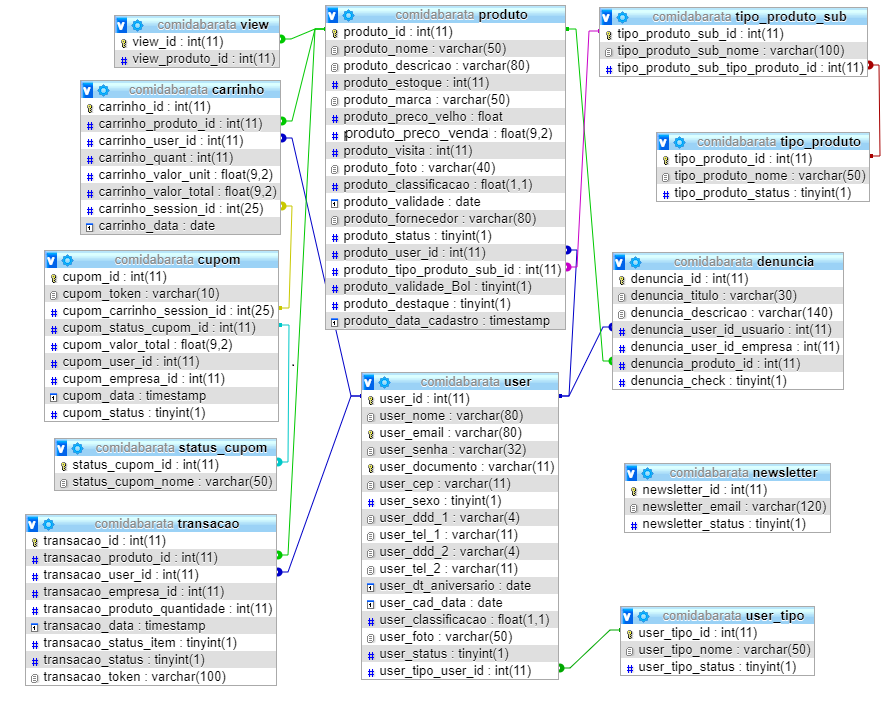 comidabarata view
view_id : int(11)
view_produto_id : int(11)
comidabarata carrinho
carrinho_id : int(11)
carrinho_produto_id : int(11)
carrinho_user_id : int(11)
carrinho_quant : int(11)
carrinho_valor_unit : float(9,2)
carrinho_valor_total : float(9,2)
carrinho_session_id : int(25)
carrinho_data : date
comidabarata cupom
cupom_id : int(11)
cupom_token : varchar(10)
cupom_carrinho_session_id : int(25)
cupom_status_cupom_id : int(11)
cupom_valor_total : float(9,2)
cupom_user_id : int(11)
cupom_empresa_id : int(11)
cupom_data : timestamp
cupom_status : tinyint(1)
comidabarata status_cupom
status_cupom_id : int(11)
status_cupom_nome : varchar(50)
comidabarata transacao
transacao_id : int(11)
transacao_produto_id : int(11)
transacao_user_id : int(11)
transacao_empresa_id : int(11)
transacao_produto_quantidade : int(11)
transacao_data : timestamp
transacao_status_item : tinyint(1)
transacao_status : tinyint(1)
transacao_token : varchar(100)
comidabarata produto
produto_id : int(11)
produto_nome : varchar(50)
produto_descricao : varchar(80)
produto_estoque : int(11)
produto_marca : varchar(50)
produto_preco_velho : float
produto_preco_venda : float(9,2)
produto_visita : int(11)
produto_foto : varchar(40)
produto_classificacao : float(1,1)
produto_validade : date
produto_fornecedor : varchar(80)
produto_status : tinyint(1)
produto_user_id : int(11)
produto_tipo_produto_sub_id : int(11)
produto_validade_Bol : tinyint(1)
produto_destaque : tinyint(1)
produto_data_cadastro : timestamp
comidabarata user
user_id : int(11)
user_nome : varchar(80)
user_email : varchar(80)
user_senha : varchar(32)
user_documento : varchar(11)
user_cep : varchar(11)
user_sexo : tinyint(1)
user_ddd_1 : varchar(4)
user_tel_1 : varchar(11)
user_ddd_2 : varchar(4)
user_tel_2 : varchar(11)
user_dt_aniversario : date
user_cad_data : date
user_classificacao : float(1,1)
user_foto : varchar(50)
user_status : tinyint(1)
user_tipo_user_id : int(11)
comidabarata tipo_produto_sub
tipo_produto_sub_id : int(11)
tipo_produto_sub_nome : varchar(100)
tipo_produto_sub_tipo_produto_id : int(11)
comidabarata tipo_produto
tipo_produto_id : int(11)
tipo_produto_nome : varchar(50)
tipo_produto_status : tinyint(1)
comidabarata denuncia
denuncia_id : int(11)
denuncia_titulo : varchar(30)
denuncia_descricao : varchar(140)
denuncia_user_id_usuario : int(11)
denuncia_user_id_empresa : int(11)
denuncia_produto_id : int(11)
denuncia_check : tinyint(1)
comidabarata newsletter
newsletter_id : int(11)
newsletter_email : varchar(120)
newsletter_status : tinyint(1)
comidabarata user_tipo
user_tipo_id : int(11)
user_tipo_nome : varchar(50)
user_tipo_status : tinyint(1)